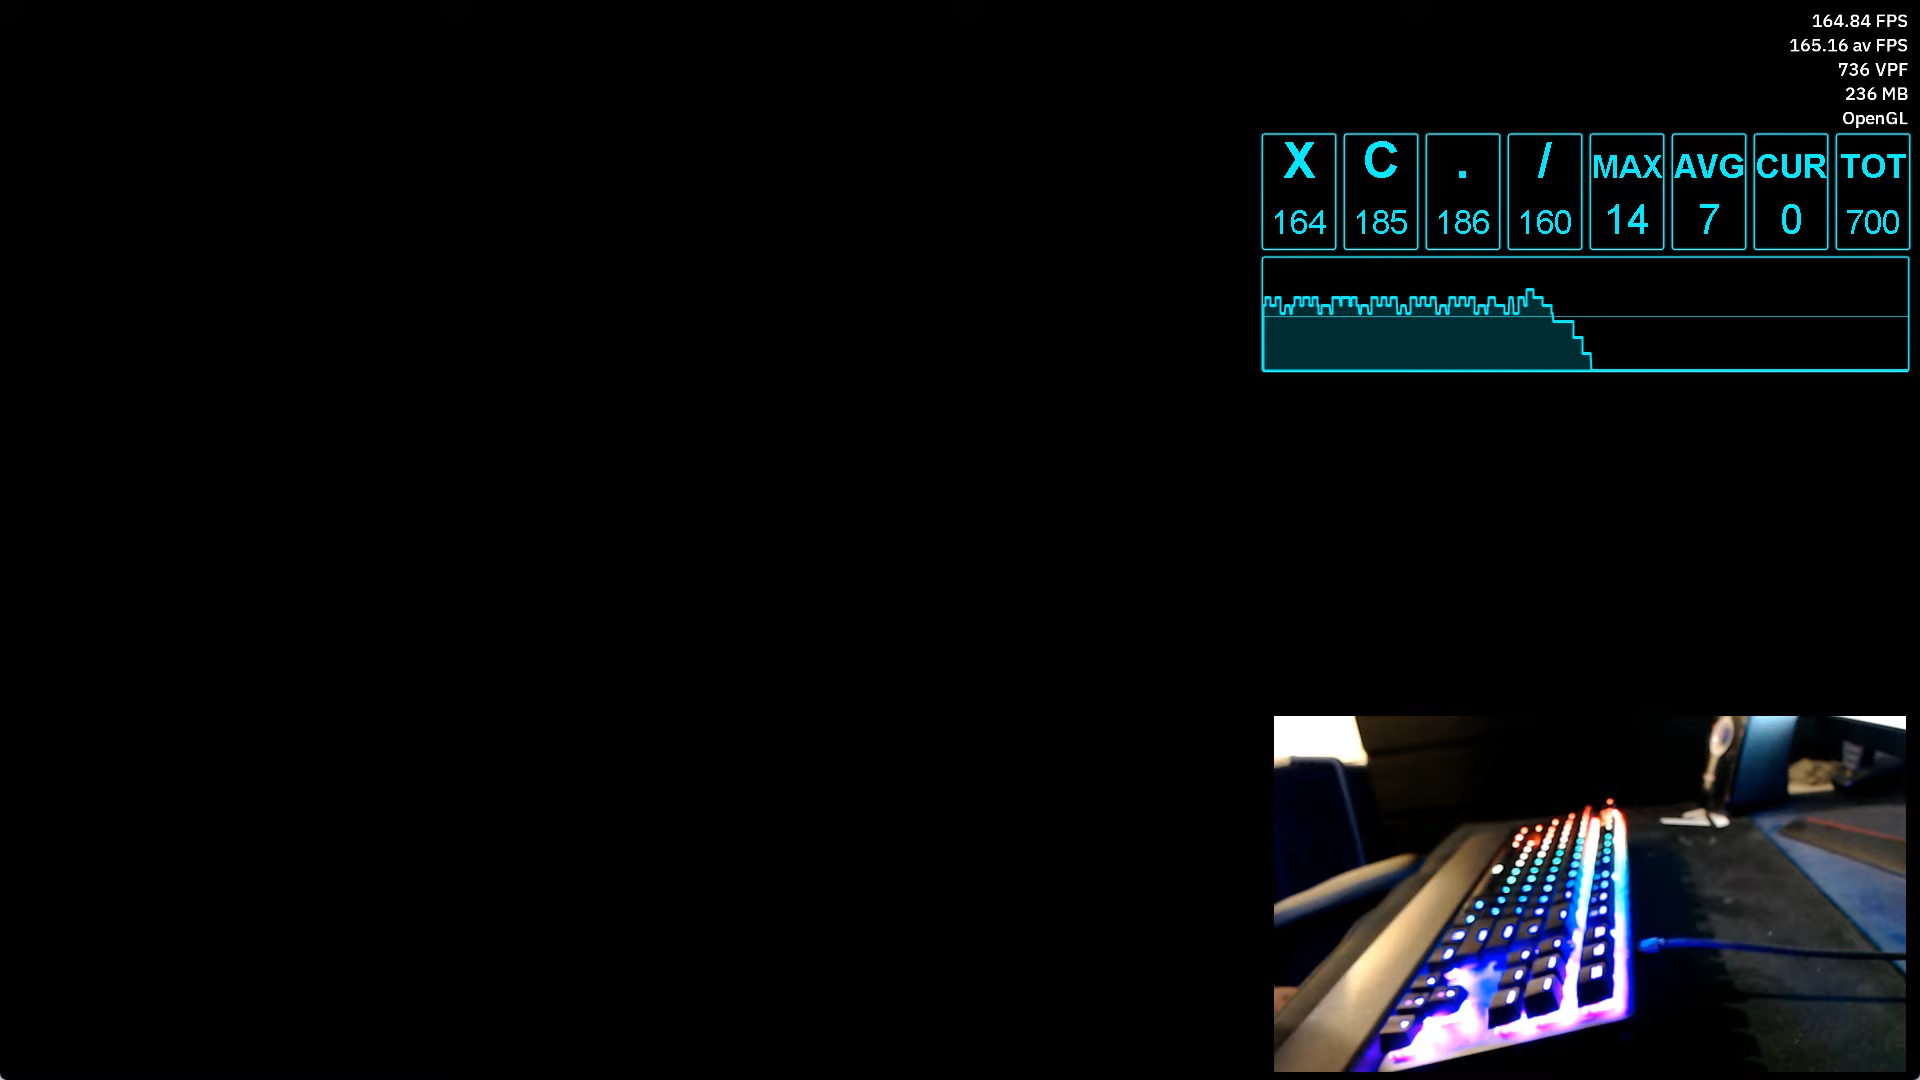 164.84 FPS
165.16 av FPS
736 VPF
236 MB
OpenGL
X C . / MAX AVG CUR TOT
164 185 186 160 14 7 0 700